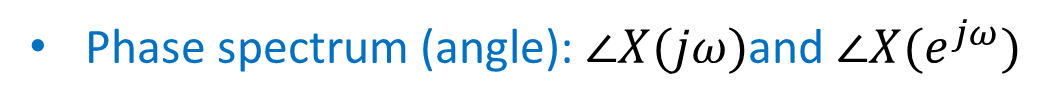 • Phase spectrum (angle): ∠X(jω)and ∠X(e^{jω})